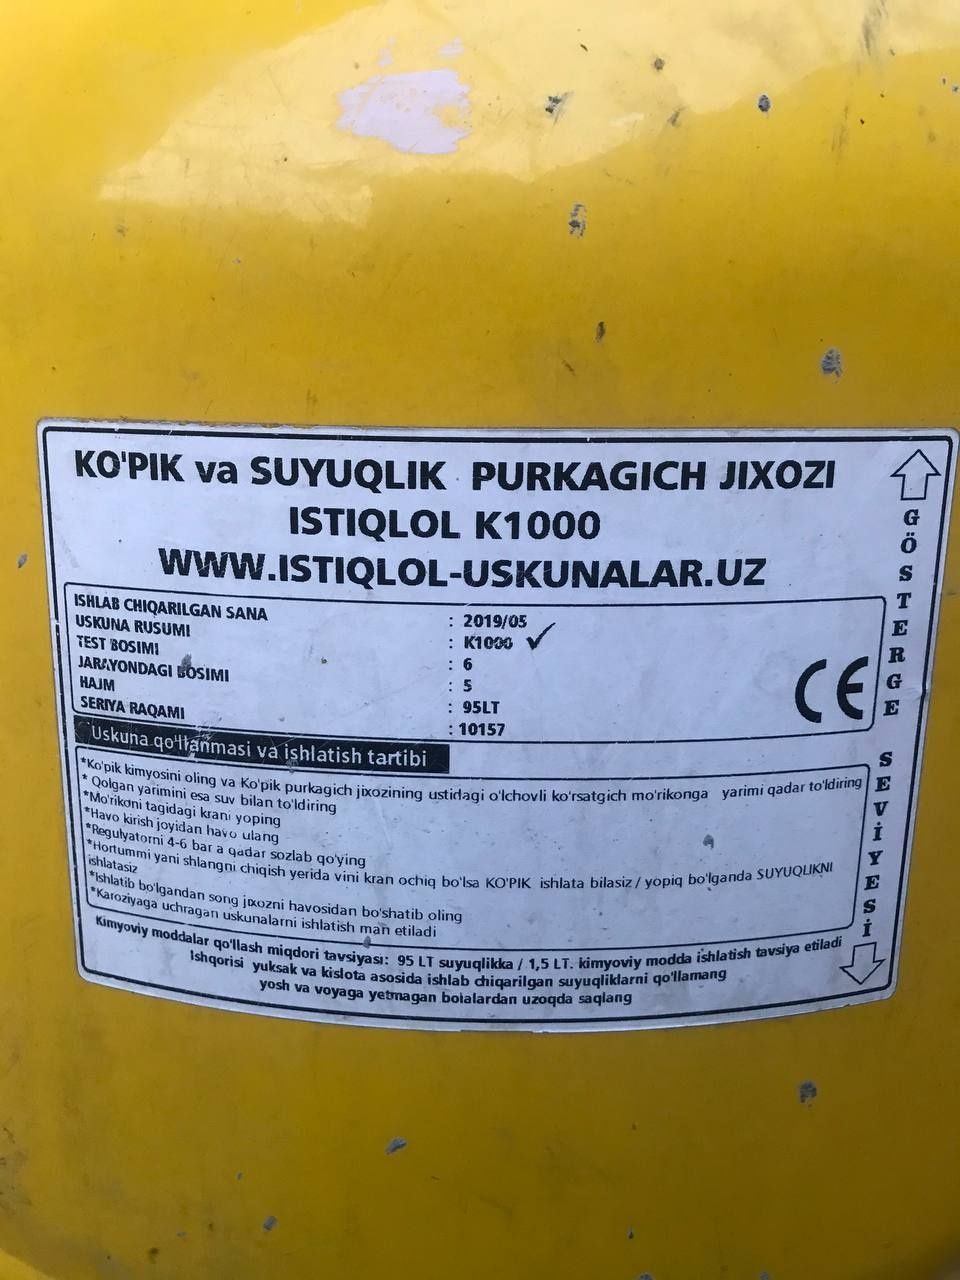 KO'PIK va SUYUQLIK PURKAGICH JIXOZI
ISTIQLOL K1000
WWW.ISTIQLOL-USKUNALAR.UZ
ISHLAB CHIQARILGAN SANA : 2019/05
USKUNA RUSUMI : K1000 ✓
TEST BOSIMI : 6
JARAYONDAGI BOSIMI : 5
HAJM : 95LT
SERIYA RAQAMI : 10157
CE
Uskuna qo'llanmasi va ishlatish tartibi
*Ko'pik kimyosini oling va Ko'pik purkagich jixozining ustidagi o'lchovli ko'rsatgich mo'rikonga yarimi qadar to'ldiring
* Qolgan yarimini esa suv bilan to'ldiring
*Mo'rikoni tagidagi krani yoping
*Havo kirish joyidan havo ulang
*Regulyatorni 4-6 bar a qadar sozlab qo'ying
*Hortummi yani shlangni chiqish yerida vini kran ochiq bo'lsa KO'PIK ishlata bilasiz / yopiq bo'lganda SUYUQLIKNI
ishlatasiz
*Ishlatib bo'lgandan song jixozni havosidan bo'shatib oling
*Karoziyaga uchragan uskunalarni ishlatish man etiladi
Kimyoviy moddalar qo'llash miqdori tavsiyasi: 95 LT suyuqlikka / 1,5 LT. kimyoviy modda ishlatish tavsiya etiladi
Ishqorisi yuksak va kislota asosida ishlab chiqarilgan suyuqliklarni qo'llamang
yosh va voyaga yetmagan bolalardan uzoqda saqlang
GÖSTERGE SEVİYESİ